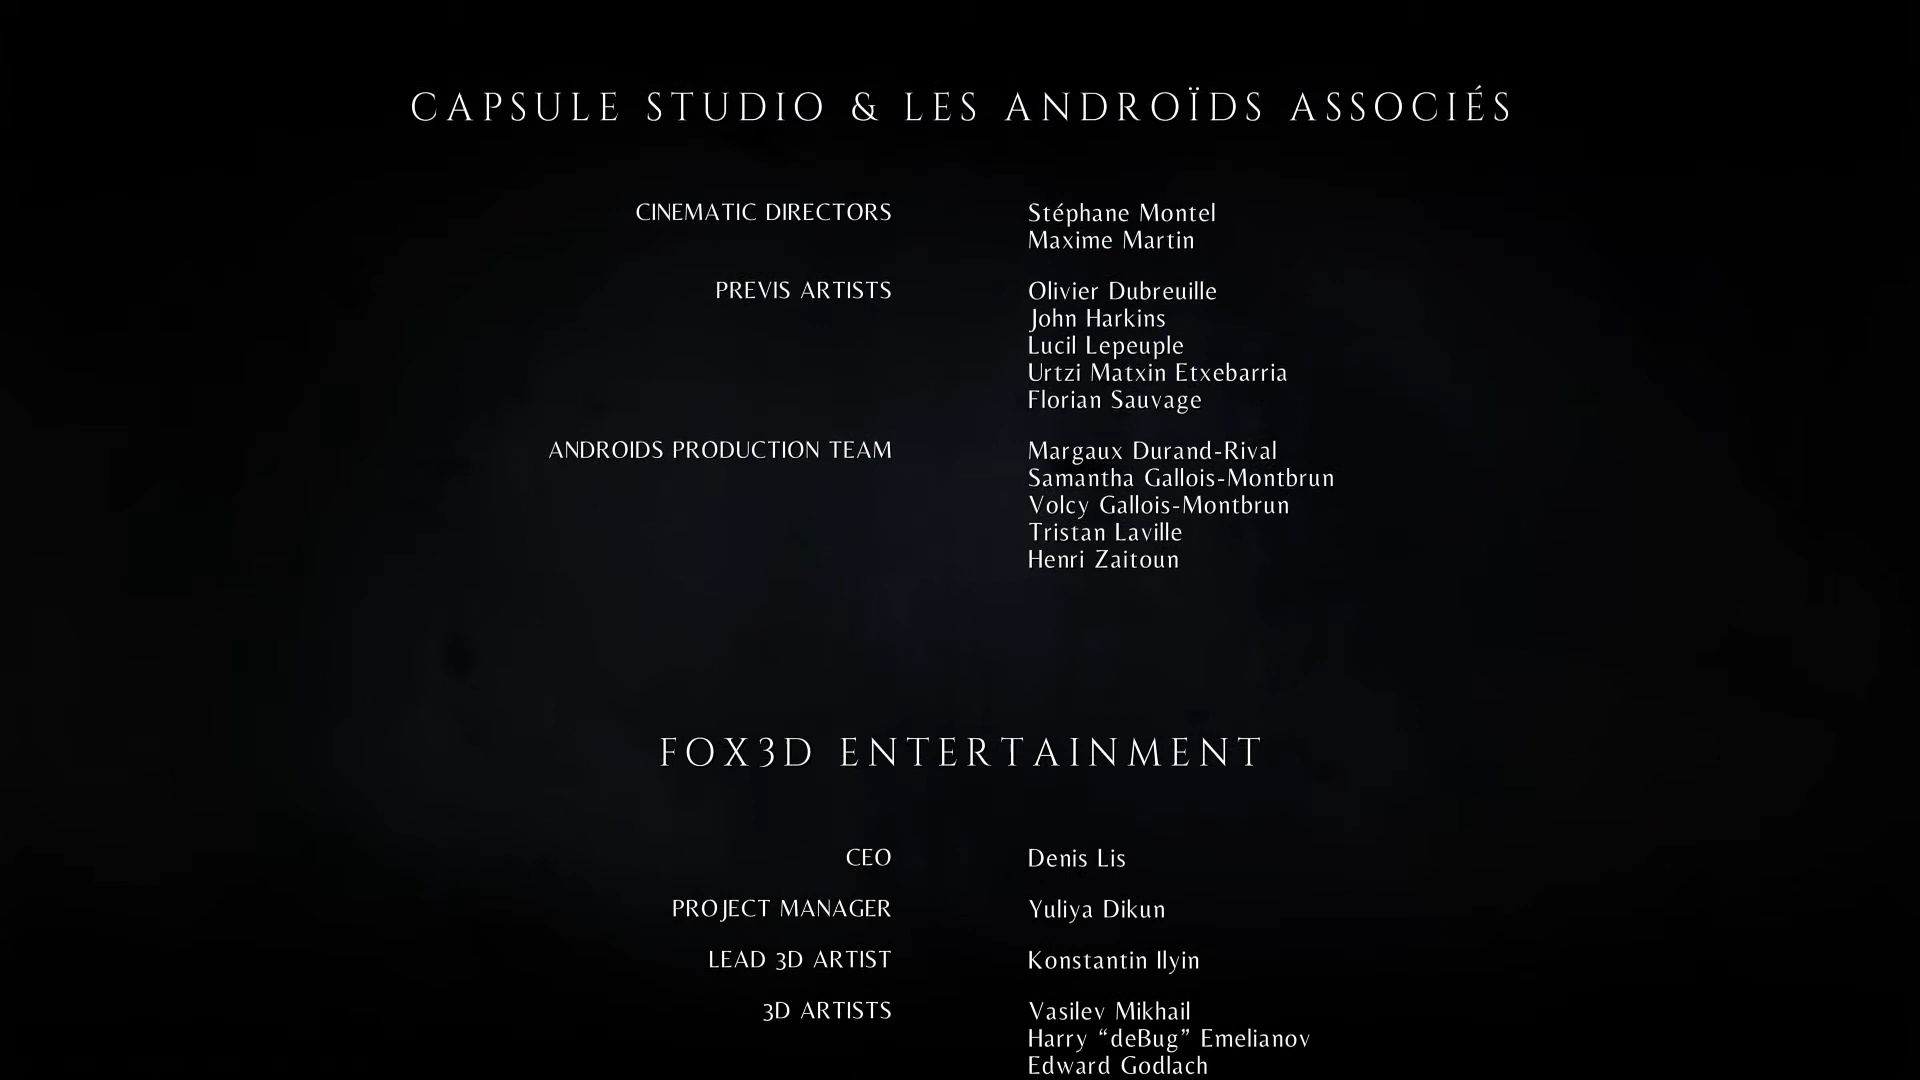 CAPSULE STUDIO & LES ANDROÏDS ASSOCIÉS
CINEMATIC DIRECTORS Stéphane Montel
Maxime Martin
PREVIS ARTISTS Olivier Dubreuille
John Harkins
Lucil Lepeuple
Urtzi Matxin Etxebarria
Florian Sauvage
ANDROIDS PRODUCTION TEAM Margaux Durand-Rival
Samantha Gallois-Montbrun
Volcy Gallois-Montbrun
Tristan Laville
Henri Zaitoun
FOX3D ENTERTAINMENT
CEO Denis Lis
PROJECT MANAGER Yuliya Dikun
LEAD 3D ARTIST Konstantin Ilyin
3D ARTISTS Vasilev Mikhail
Harry “deBug” Emelianov
Edward Godlach